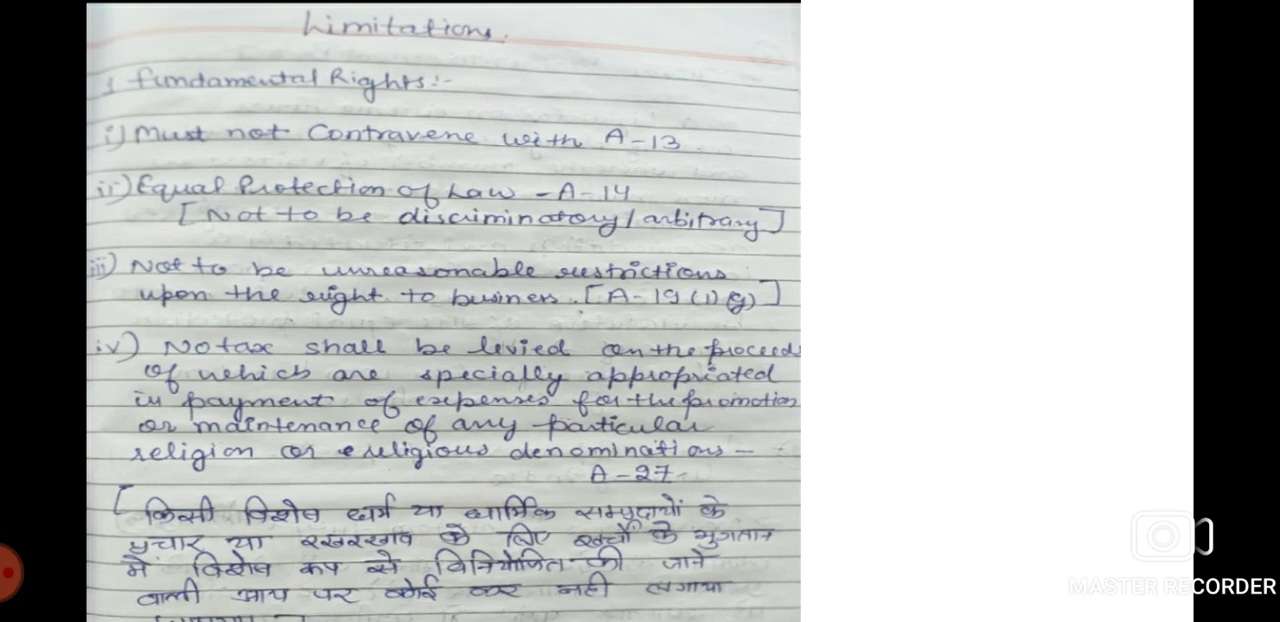 Limitations.
1 Fundamental Rights:-
i) Must not Contravene with A-13
ii) Equal Protection of Law - A-14
[Not to be discriminatory/arbitrary]
iii) Not to be unreasonable restrictions
upon the right to business. [A-19(1)(g)]
iv) No tax shall be levied on the proceeds
of which are specially appropriated
in payment of expenses for the promotion
or maintenance of any particular
religion or religious denominations -
A-27-
[किसी विशेष धर्म या धार्मिक सम्प्रदायों के
प्रचार या रखरखाव के लिए खर्चों के भुगतान
में विशेष रूप से विनियोजित की जाने
वाली आय पर कोई कर नही लगाया
MASTER RECORDER